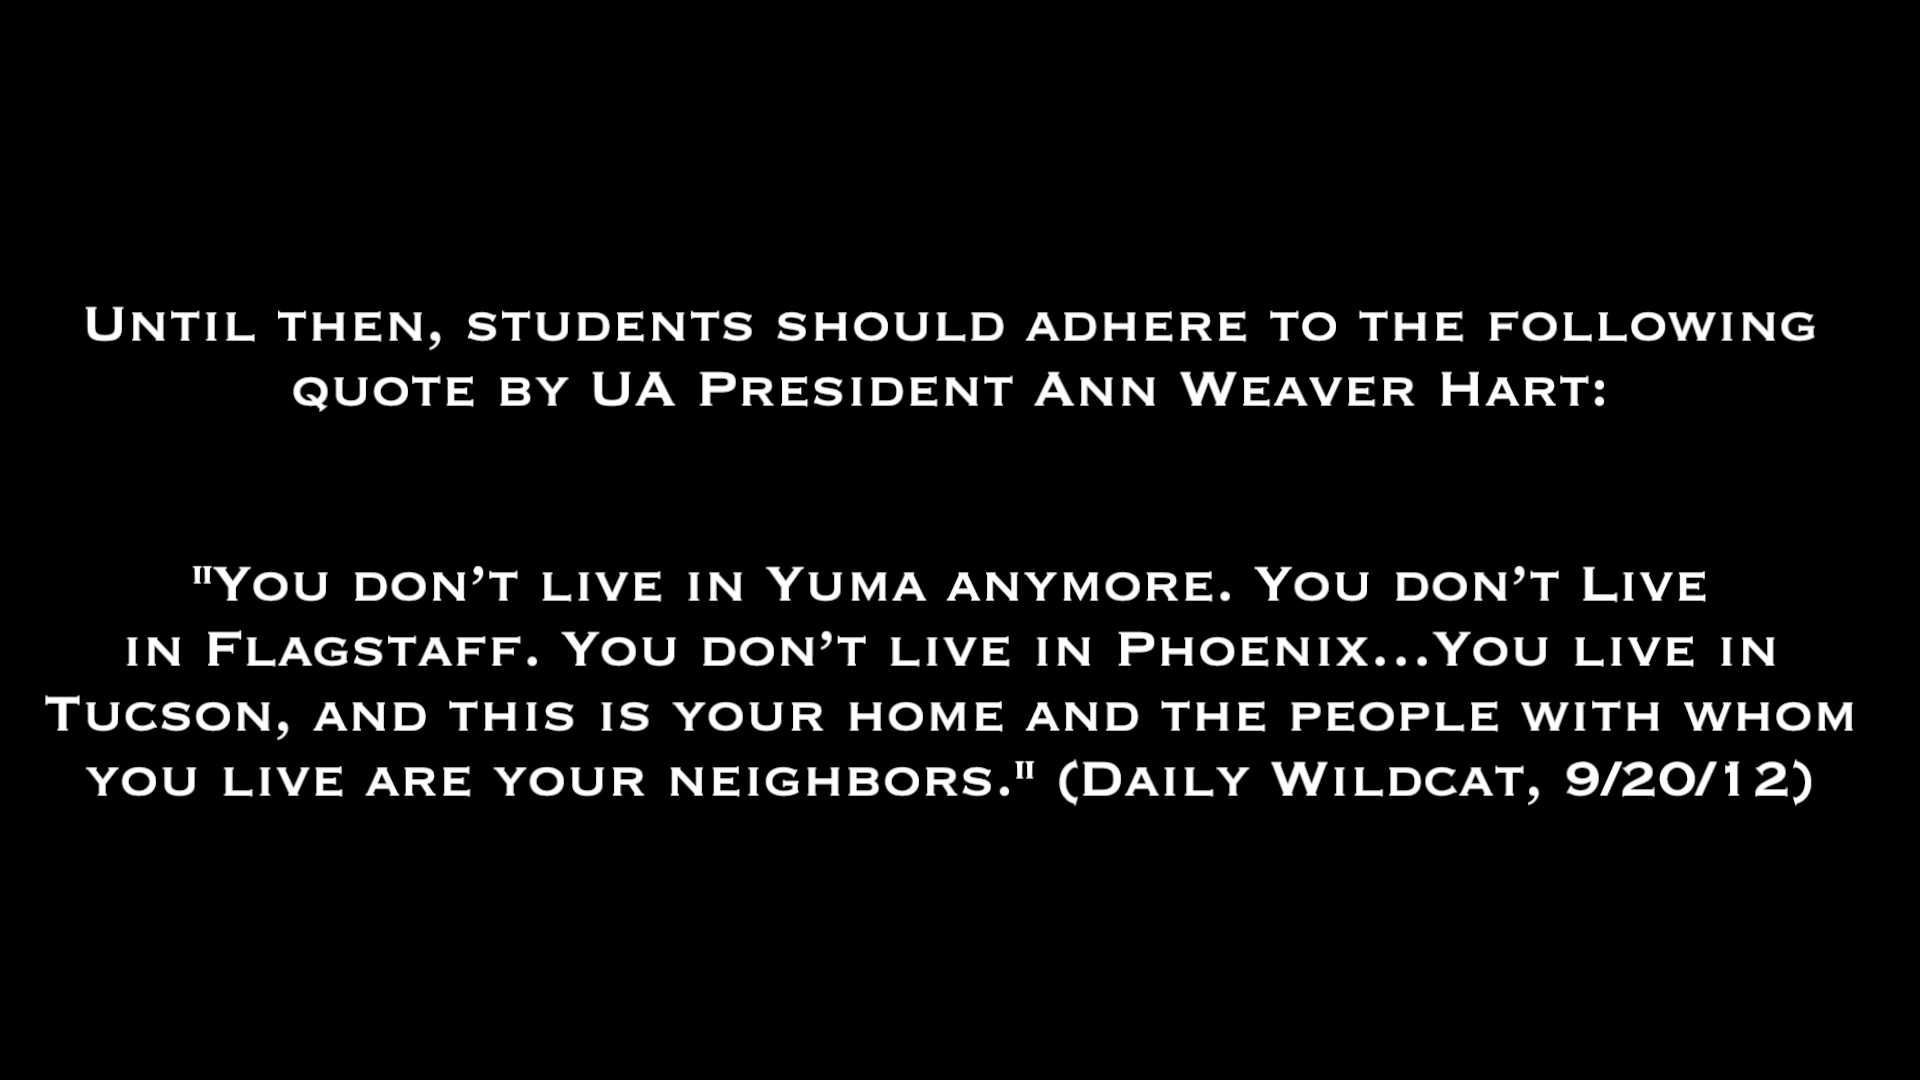 Until then, students should adhere to the following
quote by UA President Ann Weaver Hart:
"You don’t live in Yuma anymore. You don’t Live
in Flagstaff. You don’t live in Phoenix...You live in
Tucson, and this is your home and the people with whom
you live are your neighbors." (Daily Wildcat, 9/20/12)